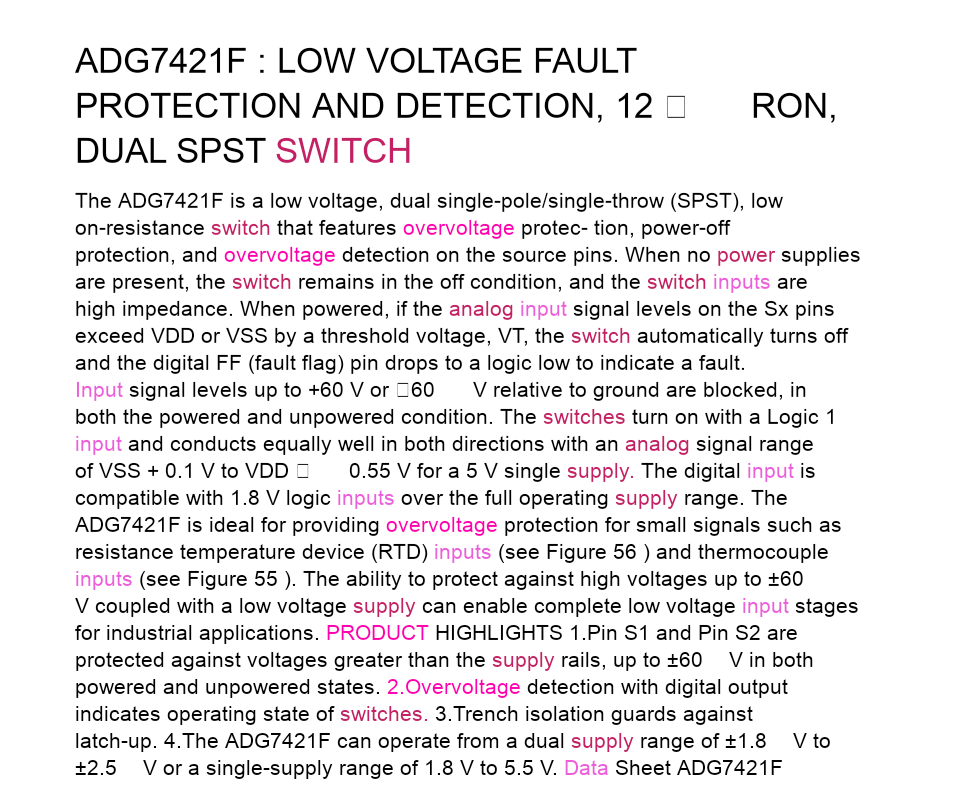 ADG7421F : LOW VOLTAGE FAULT
PROTECTION AND DETECTION, 12 □ RON,
DUAL SPST SWITCH
The ADG7421F is a low voltage, dual single-pole/single-throw (SPST), low
on-resistance switch that features overvoltage protec- tion, power-off
protection, and overvoltage detection on the source pins. When no power supplies
are present, the switch remains in the off condition, and the switch inputs are
high impedance. When powered, if the analog input signal levels on the Sx pins
exceed VDD or VSS by a threshold voltage, VT, the switch automatically turns off
and the digital FF (fault flag) pin drops to a logic low to indicate a fault.
Input signal levels up to +60 V or □60 V relative to ground are blocked, in
both the powered and unpowered condition. The switches turn on with a Logic 1
input and conducts equally well in both directions with an analog signal range
of VSS + 0.1 V to VDD □ 0.55 V for a 5 V single supply. The digital input is
compatible with 1.8 V logic inputs over the full operating supply range. The
ADG7421F is ideal for providing overvoltage protection for small signals such as
resistance temperature device (RTD) inputs (see Figure 56 ) and thermocouple
inputs (see Figure 55 ). The ability to protect against high voltages up to ±60
V coupled with a low voltage supply can enable complete low voltage input stages
for industrial applications. PRODUCT HIGHLIGHTS 1.Pin S1 and Pin S2 are
protected against voltages greater than the supply rails, up to ±60 V in both
powered and unpowered states. 2.Overvoltage detection with digital output
indicates operating state of switches. 3.Trench isolation guards against
latch-up. 4.The ADG7421F can operate from a dual supply range of ±1.8 V to
±2.5 V or a single-supply range of 1.8 V to 5.5 V. Data Sheet ADG7421F